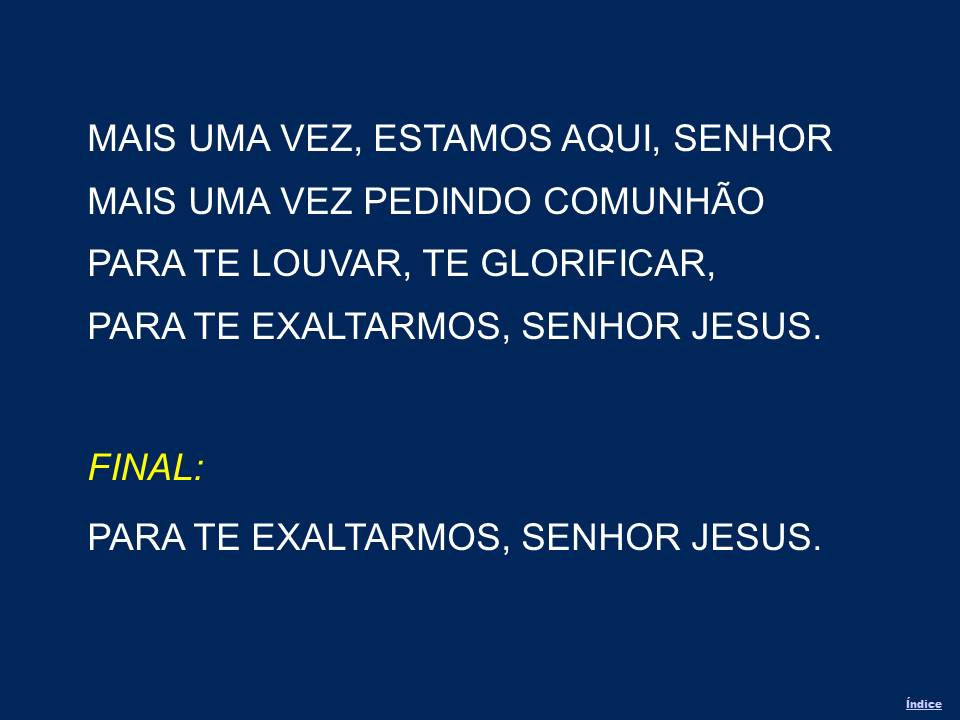 MAIS UMA VEZ, ESTAMOS AQUI, SENHOR
MAIS UMA VEZ PEDINDO COMUNHÃO
PARA TE LOUVAR, TE GLORIFICAR,
PARA TE EXALTARMOS, SENHOR JESUS.
FINAL:
PARA TE EXALTARMOS, SENHOR JESUS.
Índice